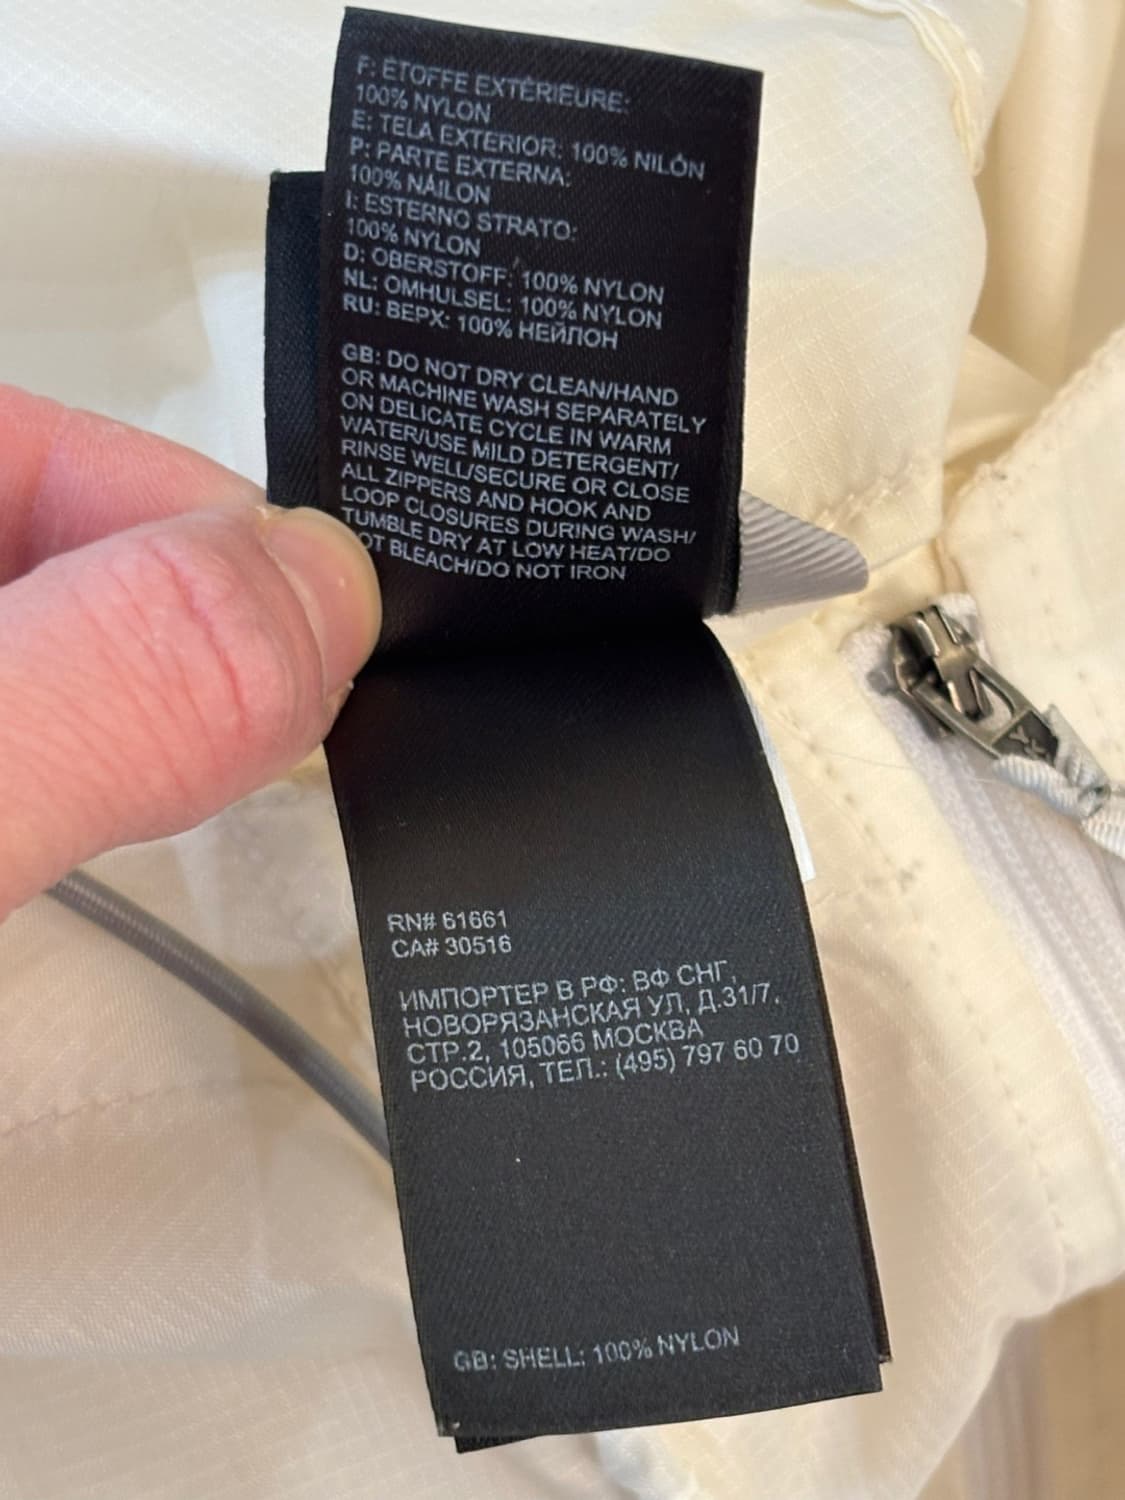 F: ÉTOFFE EXTÉRIEURE:
100% NYLON
E: TELA EXTERIOR: 100% NILÓN
P: PARTE EXTERNA:
100% NÁILON
I: ESTERNO STRATO:
100% NYLON
D: OBERSTOFF: 100% NYLON
NL: OMHULSEL: 100% NYLON
RU: ВЕРХ: 100% НЕЙЛОН
GB: DO NOT DRY CLEAN/HAND
OR MACHINE WASH SEPARATELY
ON DELICATE CYCLE IN WARM
WATER/USE MILD DETERGENT/
RINSE WELL/SECURE OR CLOSE
ALL ZIPPERS AND HOOK AND
LOOP CLOSURES DURING WASH/
TUMBLE DRY AT LOW HEAT/DO
OT BLEACH/DO NOT IRON
RN# 61661
CA# 30516
ИМПОРТЕР В РФ: ВФ СНГ,
НОВОРЯЗАНСКАЯ УЛ, Д.31/7,
СТР.2, 105066 МОСКВА
РОССИЯ, ТЕЛ.: (495) 797 60 70
GB: SHELL: 100% NYLON